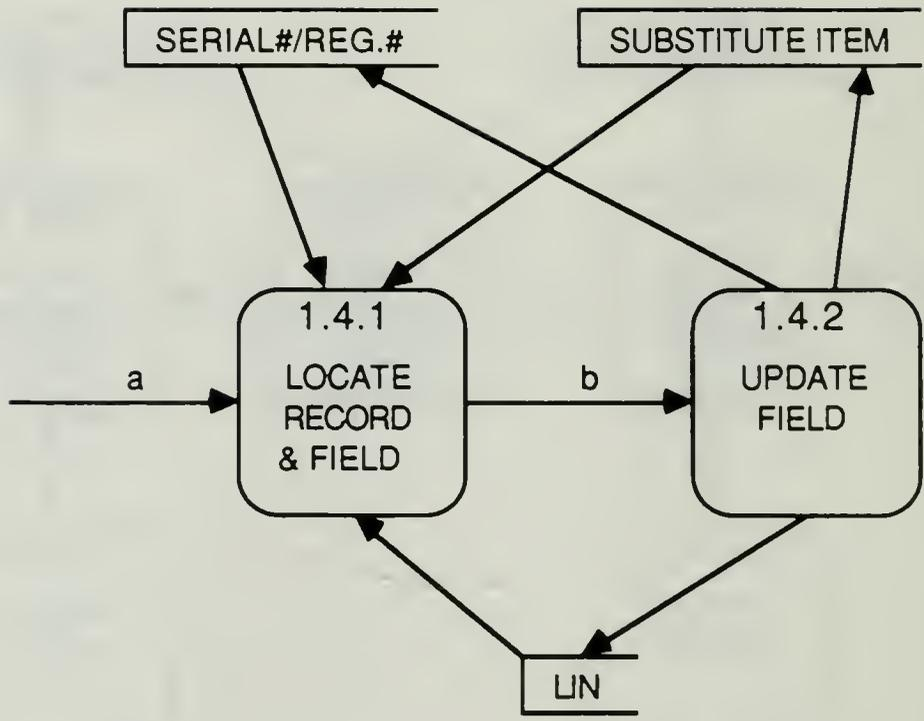 SERIAL#/REG.#
SUBSTITUTE ITEM
1.4.1
LOCATE
RECORD
& FIELD
1.4.2
UPDATE
FIELD
a
b
LIN